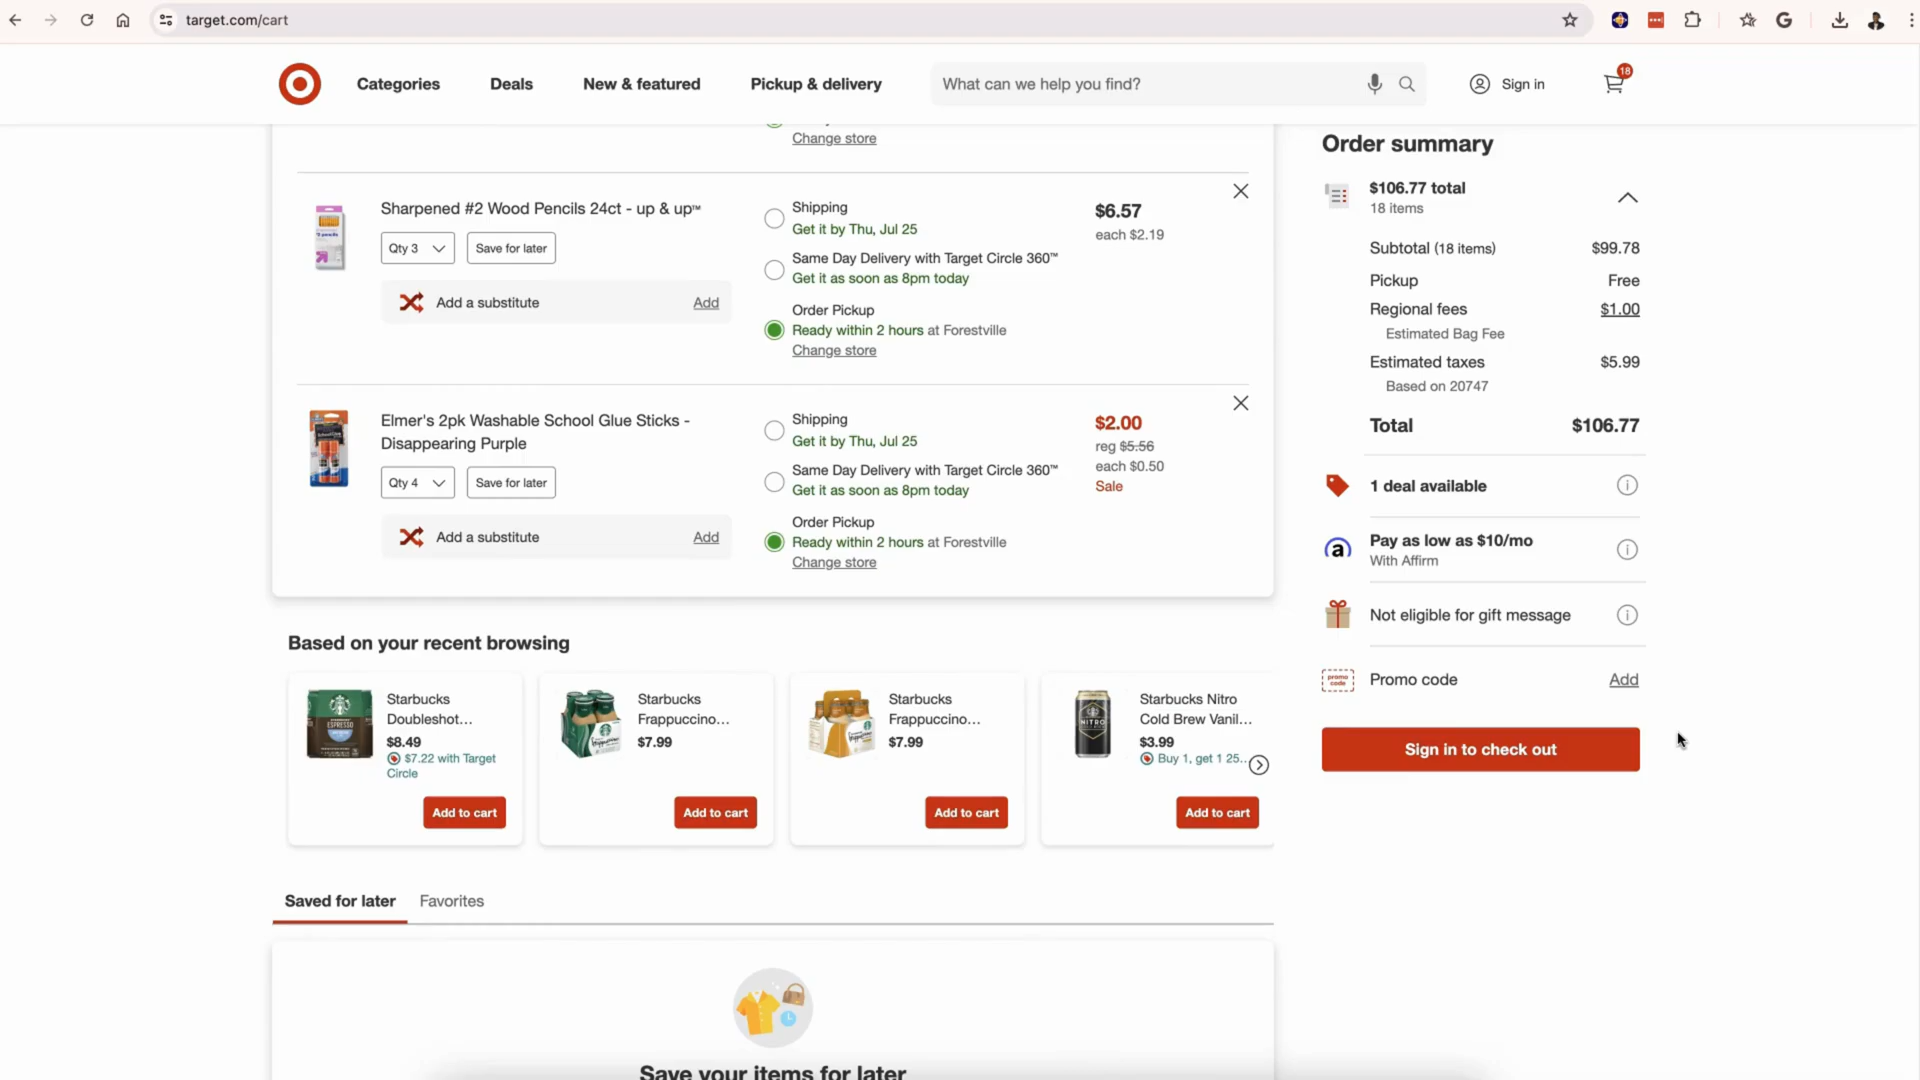 target.com/cart
Categories
Deals
New & featured
Pickup & delivery
What can we help you find?
Sign in
18
Change store
Sharpened #2 Wood Pencils 24ct - up & up™
Qty 3
Save for later
Add a substitute
Add
Shipping
Get it by Thu, Jul 25
Same Day Delivery with Target Circle 360™
Get it as soon as 8pm today
Order Pickup
Ready within 2 hours at Forestville
Change store
$6.57
each $2.19
Elmer's 2pk Washable School Glue Sticks -
Disappearing Purple
Qty 4
Save for later
Add a substitute
Add
Shipping
Get it by Thu, Jul 25
Same Day Delivery with Target Circle 360™
Get it as soon as 8pm today
Order Pickup
Ready within 2 hours at Forestville
Change store
$2.00
reg $5.56
each $0.50
Sale
Order summary
$106.77 total
18 items
Subtotal (18 items) $99.78
Pickup Free
Regional fees $1.00
Estimated Bag Fee
Estimated taxes $5.99
Based on 20747
Total $106.77
1 deal available
Pay as low as $10/mo
With Affirm
Not eligible for gift message
promo
code
Promo code
Add
Sign in to check out
Based on your recent browsing
Starbucks
Doubleshot...
$8.49
$7.22 with Target
Circle
Add to cart
Starbucks
Frappuccino...
$7.99
Add to cart
Starbucks
Frappuccino...
$7.99
Add to cart
NITRO
Starbucks Nitro
Cold Brew Vanil...
$3.99
Buy 1, get 1 25...
Add to cart
Saved for later
Favorites
Save your items for later